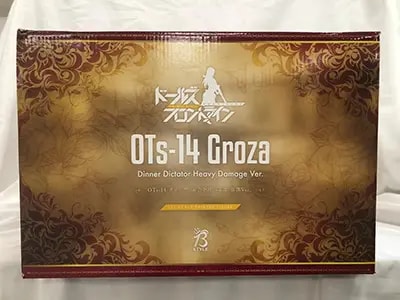 ドールズ
フロントライン
OTs-14 Groza
Dinner Dictator Heavy Damage Ver.
B
STYLE